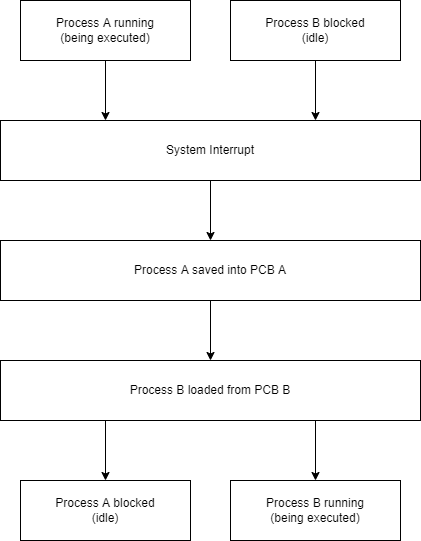 Process A running
(being executed)
Process B blocked
(idle)
System Interrupt
Process A saved into PCB A
Process B loaded from PCB B
Process A blocked
(idle)
Process B running
(being executed)